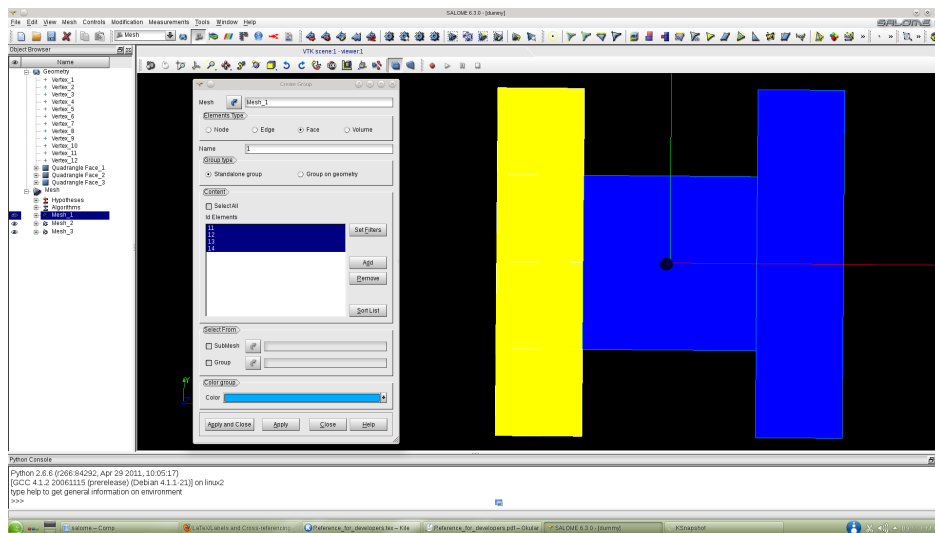 SALOME 6.3.0 - [dummy]
File Edit View Mesh Controls Modification Measurements Tools Window Help
SALOME
Mesh
Object Browser
VTK scene:1 - viewer:1
Name
Geometry
Vertex_1
Vertex_2
Vertex_3
Vertex_4
Vertex_5
Vertex_6
Vertex_7
Vertex_8
Vertex_9
Vertex_10
Vertex_11
Vertex_12
Quadrangle Face_1
Quadrangle Face_2
Quadrangle Face_3
Mesh
Hypotheses
Algorithms
Mesh_1
Mesh_2
Mesh_3
Create Group
Mesh Mesh_1
Elements Type
Node Edge Face Volume
Name 1
Group type
Standalone group Group on geometry
Content
SelectAll
Id Elements
11
12
13
14
Set Filters
Add
Remove
Sort List
Select From
SubMesh
Group
Color group
Color
Apply and Close Apply Close Help
Y
Python Console
Python 2.6.6 (r266:84292, Apr 29 2011, 10:05:17)
[GCC 4.1.2 20061115 (prerelease) (Debian 4.1.1-21)] on linux2
type help to get general information on environment
>>>
salome – Comp
LaTeX/Labels and Cross-referencing
Reference_for_developers.tex – Kile
Reference_for_developers.pdf – Okular
SALOME 6.3.0 - [dummy]
KSnapshot